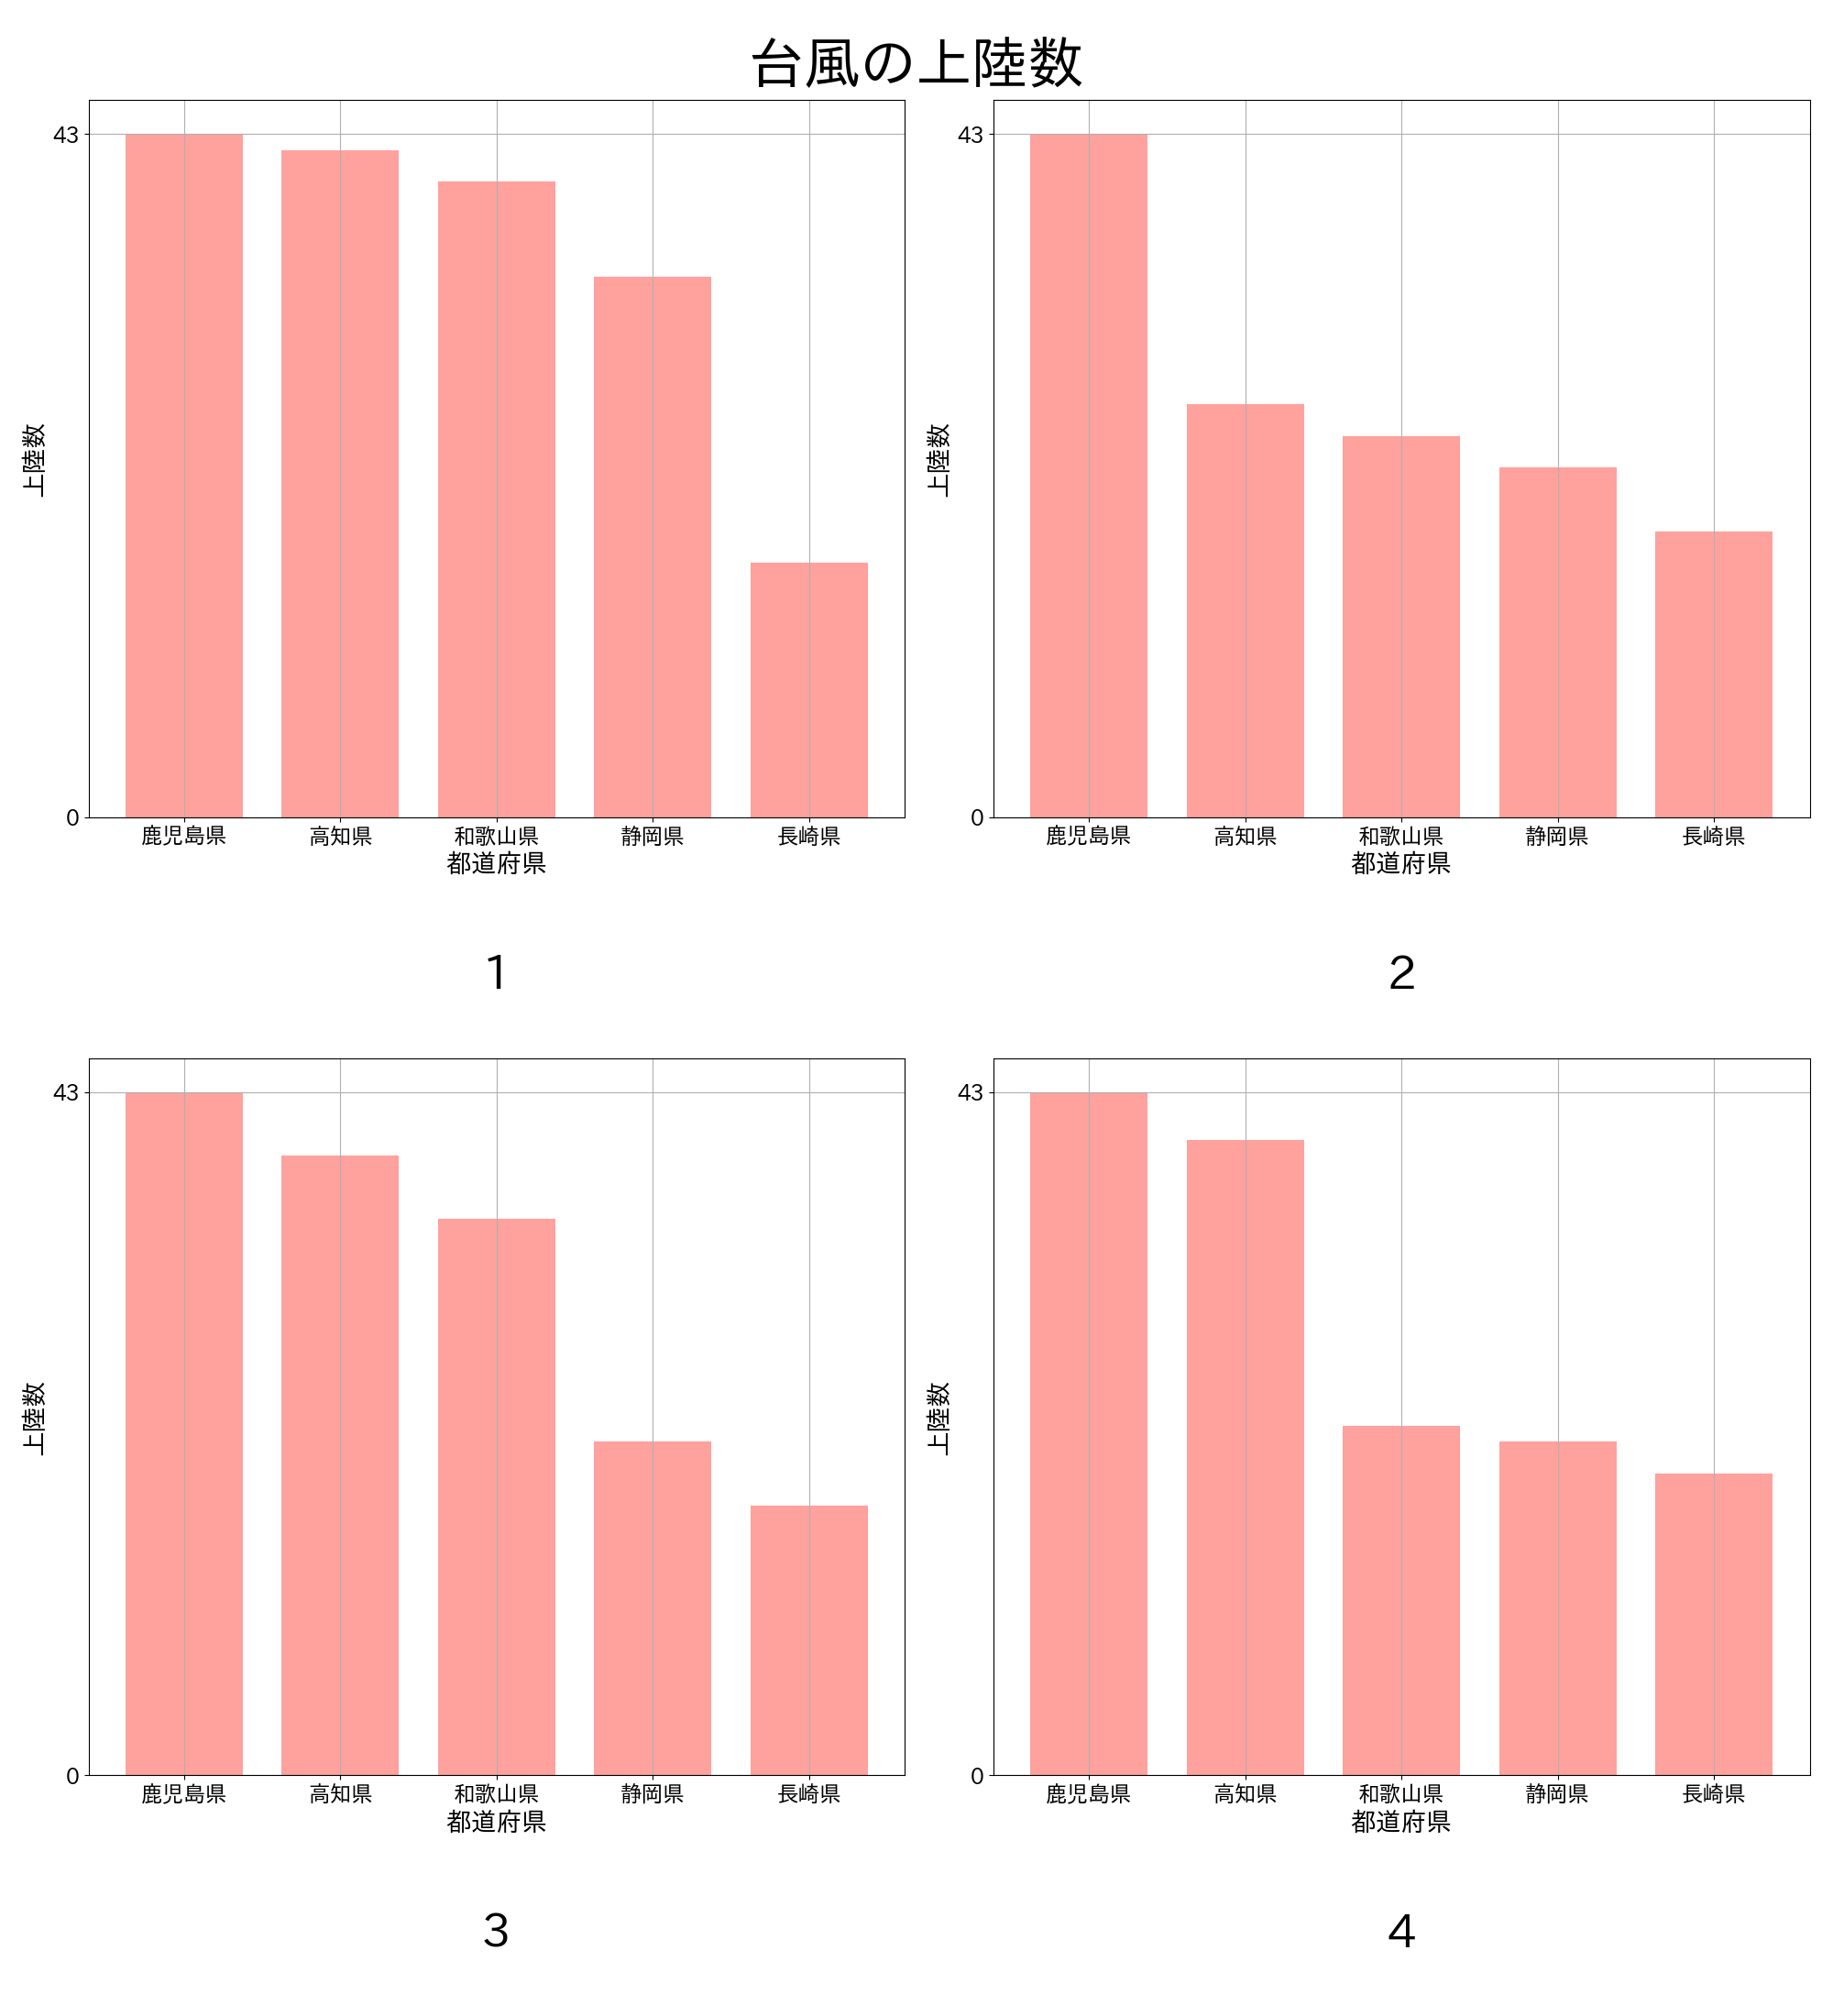 台風の上陸数
43
上陸数
0
鹿児島県 高知県 和歌山県 静岡県 長崎県
都道府県
1
43
上陸数
0
鹿児島県 高知県 和歌山県 静岡県 長崎県
都道府県
2
43
上陸数
0
鹿児島県 高知県 和歌山県 静岡県 長崎県
都道府県
3
43
上陸数
0
鹿児島県 高知県 和歌山県 静岡県 長崎県
都道府県
4